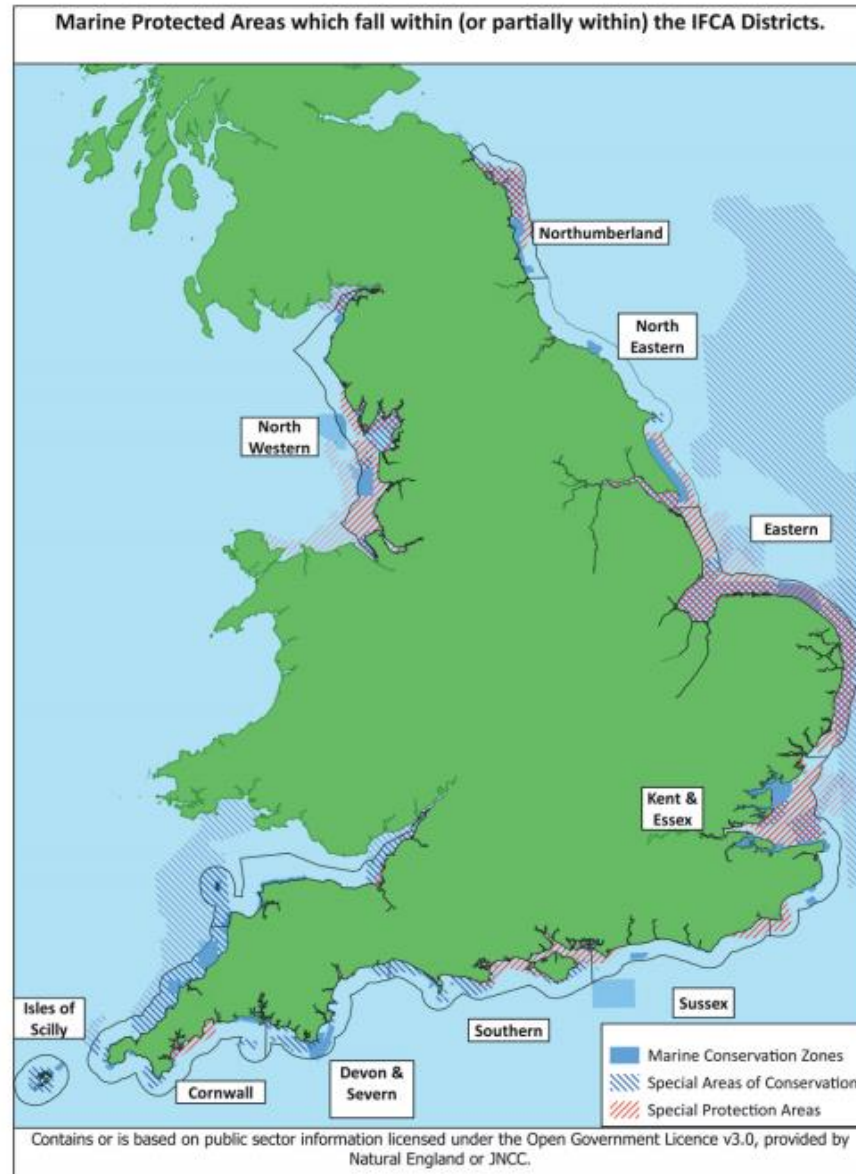 Marine Protected Areas which fall within (or partially within) the IFCA Districts.
Northumberland
North
Eastern
North
Western
Eastern
Kent &
Essex
Isles of
Scilly
Sussex
Southern
Devon &
Severn
Cornwall
Marine Conservation Zones
Special Areas of Conservation
Special Protection Areas
Contains or is based on public sector information licensed under the Open Government Licence v3.0, provided by
Natural England or JNCC.